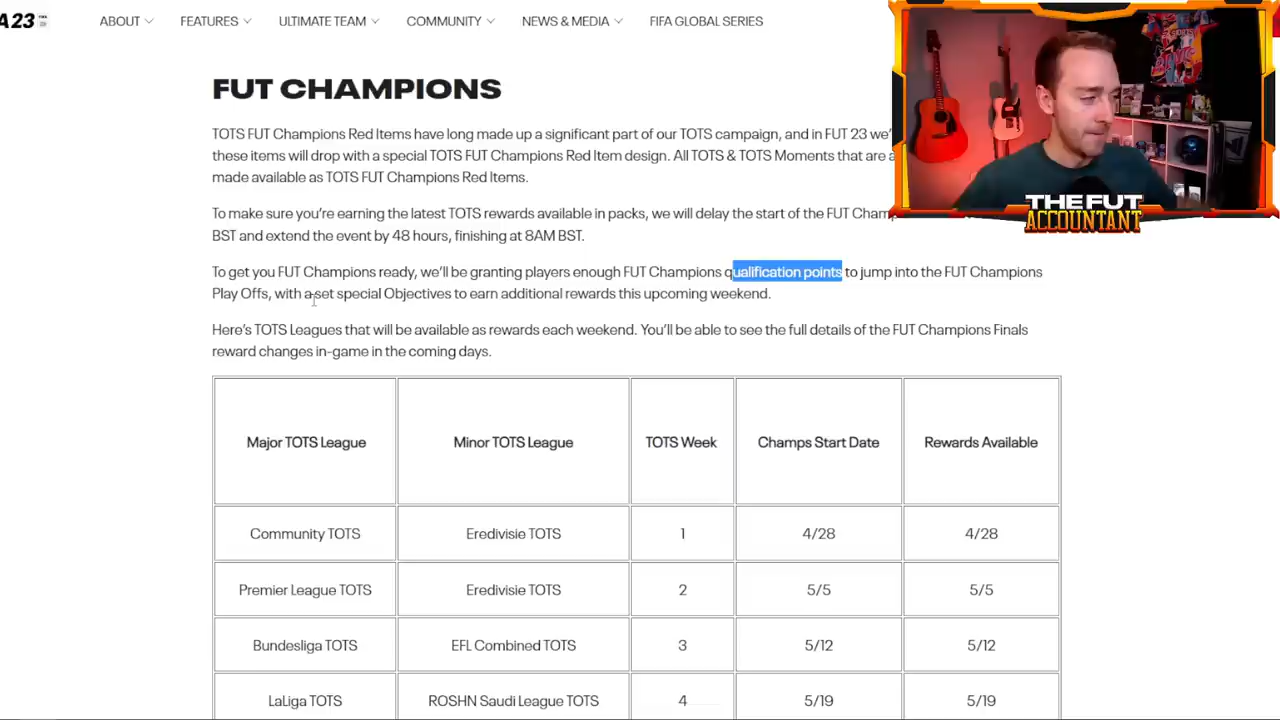 A 23
ABOUT
FEATURES
ULTIMATE TEAM
COMMUNITY
NEWS & MEDIA
FIFA GLOBAL SERIES
FUT CHAMPIONS
TOTS FUT Champions Red Items have long made up a significant part of our TOTS campaign, and in FUT 23 we'
these items will drop with a special TOTS FUT Champions Red Item design. All TOTS & TOTS Moments that are a
made available as TOTS FUT Champions Red Items.
To make sure you're earning the latest TOTS rewards available in packs, we will delay the start of the FUT Champ
BST and extend the event by 48 hours, finishing at 8AM BST.
To get you FUT Champions ready, we'll be granting players enough FUT Champions qualification points to jump into the FUT Champions
Play Offs, with a set special Objectives to earn additional rewards this upcoming weekend.
Here's TOTS Leagues that will be available as rewards each weekend. You'll be able to see the full details of the FUT Champions Finals
reward changes in-game in the coming days.
Major TOTS League
Minor TOTS League
TOTS Week
Champs Start Date
Rewards Available
Community TOTS
Eredivisie TOTS
1
4/28
4/28
Premier League TOTS
Eredivisie TOTS
2
5/5
5/5
Bundesliga TOTS
EFL Combined TOTS
3
5/12
5/12
LaLiga TOTS
ROSHN Saudi League TOTS
4
5/19
5/19
THE FUT
ACCOUNTANT